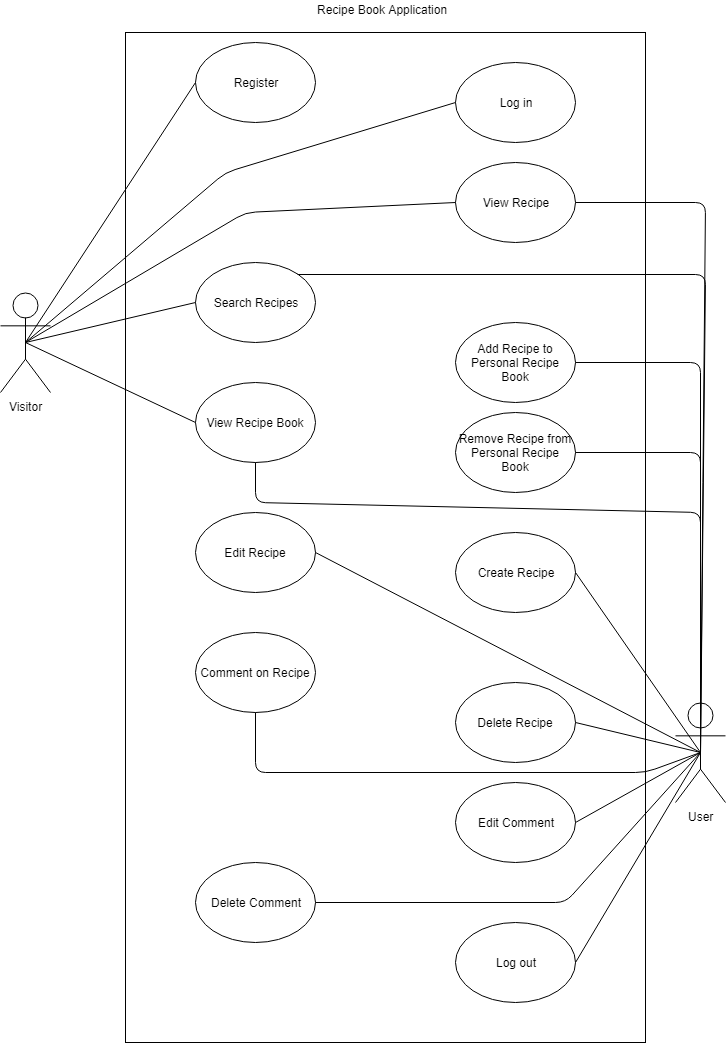 Recipe Book Application
Register
Log in
View Recipe
Search Recipes
Add Recipe to
Personal Recipe
Book
Visitor
View Recipe Book
Remove Recipe from
Personal Recipe
Book
Edit Recipe
Create Recipe
Comment on Recipe
Delete Recipe
Edit Comment
User
Delete Comment
Log out